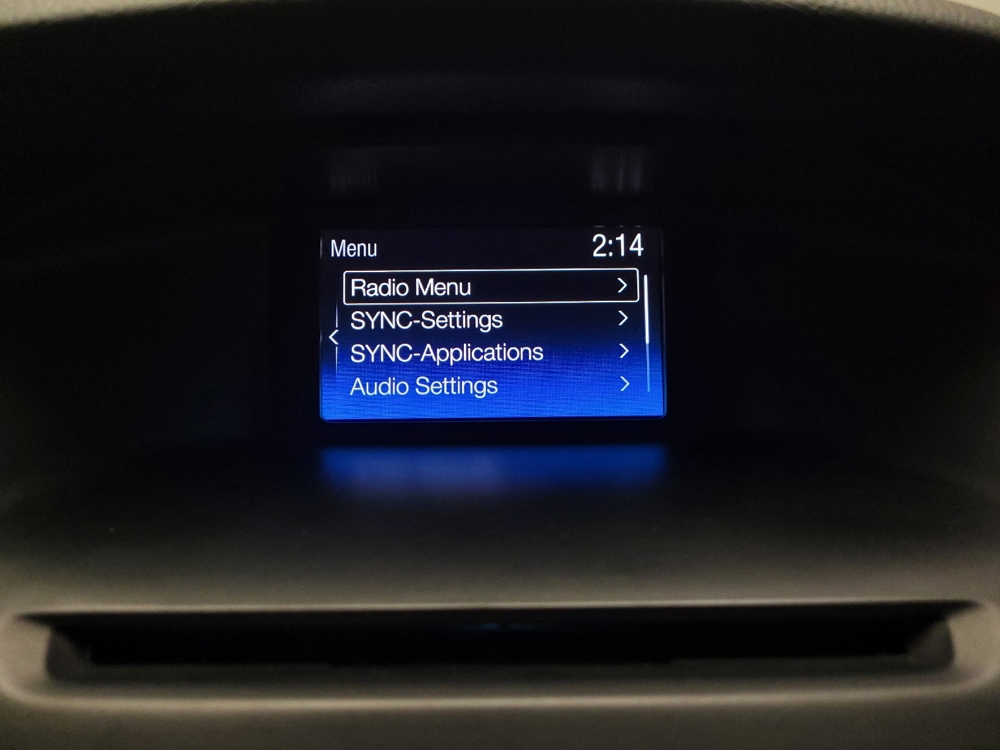 Menu 2:14
Radio Menu
SYNC-Settings
SYNC-Applications
Audio Settings